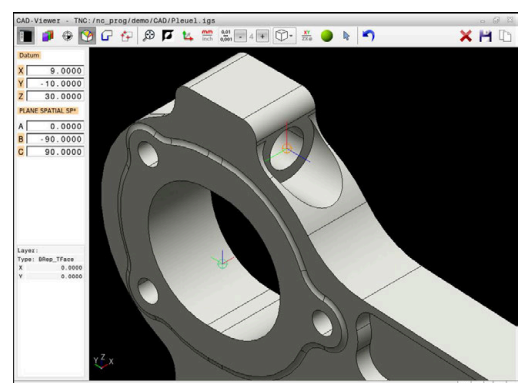 CAD-Viewer - TNC:/nc_prog/demo/CAD/Pleuel.igs
mm inch 0,01 0,001 4 XY Z±0
Datum
X 9.0000
Y -10.0000
Z 30.0000
PLANE SPATIAL SP*
A 0.0000
B -90.0000
C 90.0000
Layer:
Type: BRep_TFace
X 0.0000
Y 0.0000
Y Z X